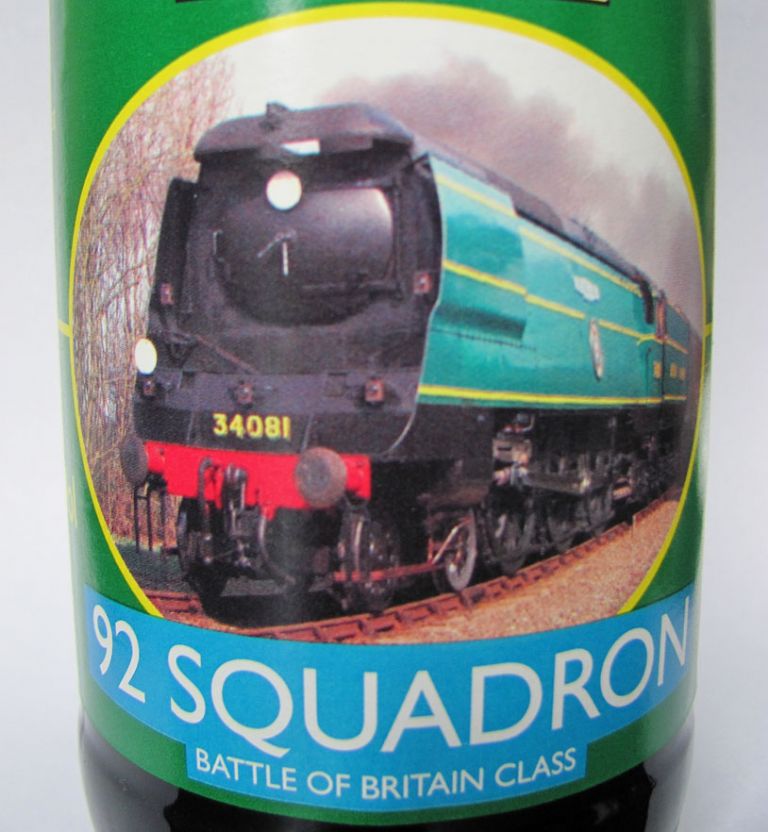 34081
92 SQUADRON
BATTLE OF BRITAIN CLASS